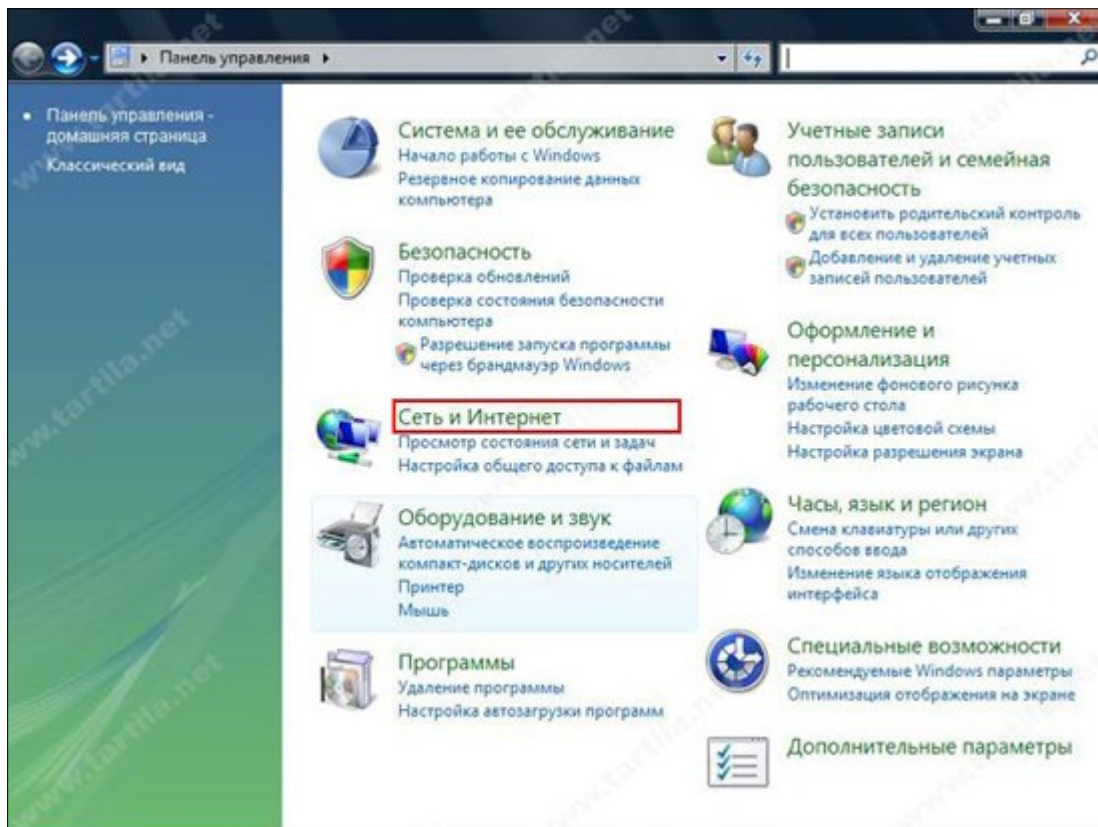 Панель управления
Панель управления -
домашняя страница
Классический вид
Система и ее обслуживание
Начало работы с Windows
Резервное копирование данных
компьютера
Безопасность
Проверка обновлений
Проверка состояния безопасности
компьютера
Разрешение запуска программы
через брандмауэр Windows
Сеть и Интернет
Просмотр состояния сети и задач
Настройка общего доступа к файлам
Оборудование и звук
Автоматическое воспроизведение
компакт-дисков и других носителей
Принтер
Мышь
Программы
Удаление программы
Настройка автозагрузки программ
Учетные записи
пользователей и семейная
безопасность
Установить родительский контроль
для всех пользователей
Добавление и удаление учетных
записей пользователей
Оформление и
персонализация
Изменение фонового рисунка
рабочего стола
Настройка цветовой схемы
Настройка разрешения экрана
Часы, язык и регион
Смена клавиатуры или других
способов ввода
Изменение языка отображения
интерфейса
Специальные возможности
Рекомендуемые Windows параметры
Оптимизация отображения на экране
Дополнительные параметры
www.tartila.net